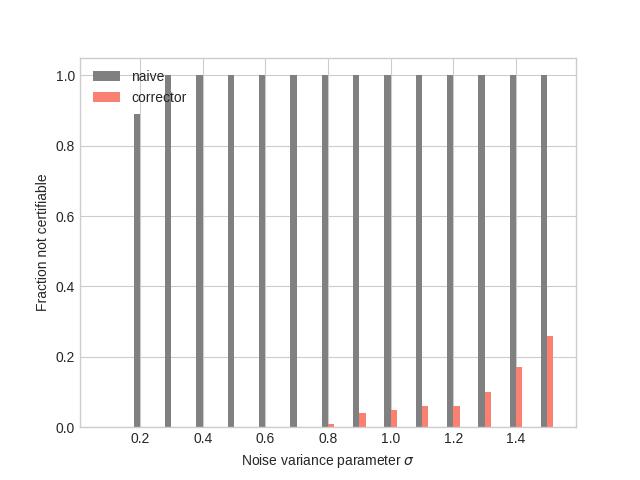 naive
corrector
1.0
0.8
0.6
0.4
0.2
0.0
Fraction not certifiable
0.2 0.4 0.6 0.8 1.0 1.2 1.4
Noise variance parameter σ